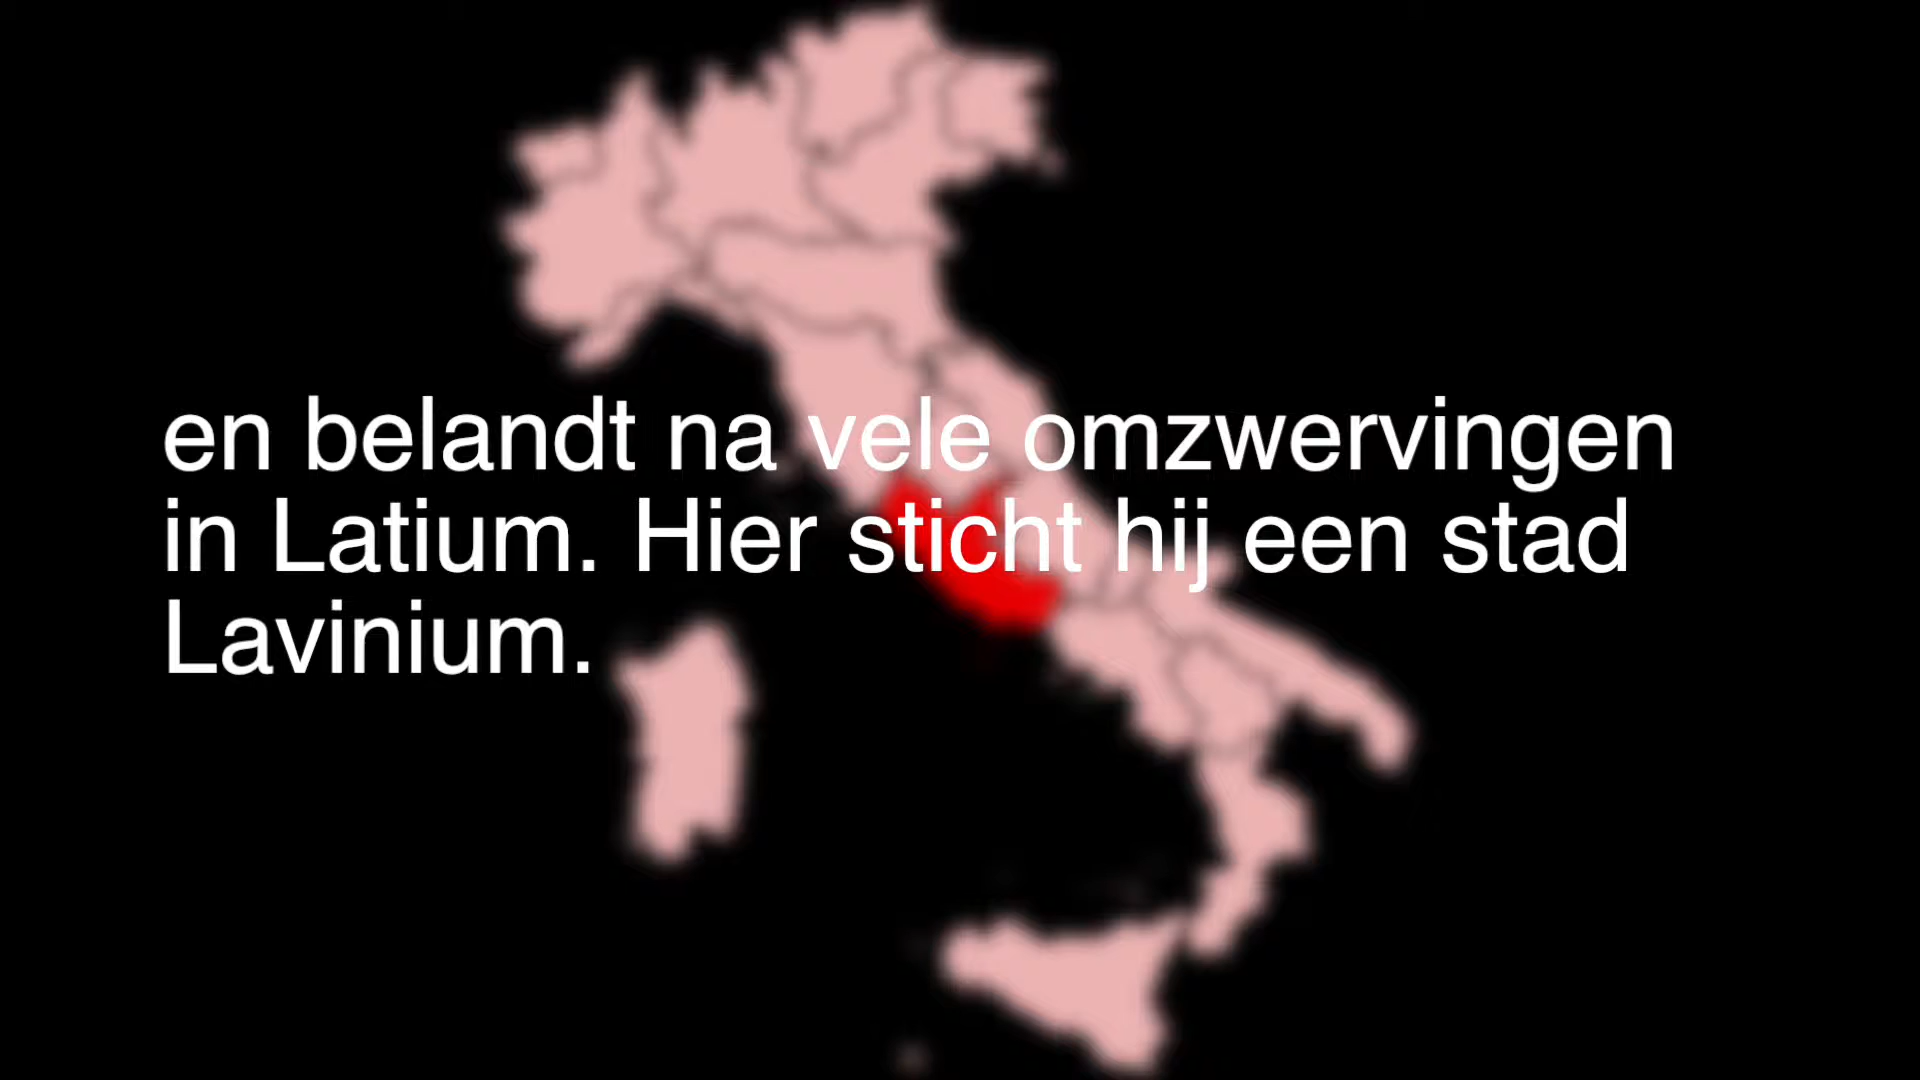 en belandt na vele omzwervingen
in Latium. Hier sticht hij een stad
Lavinium.